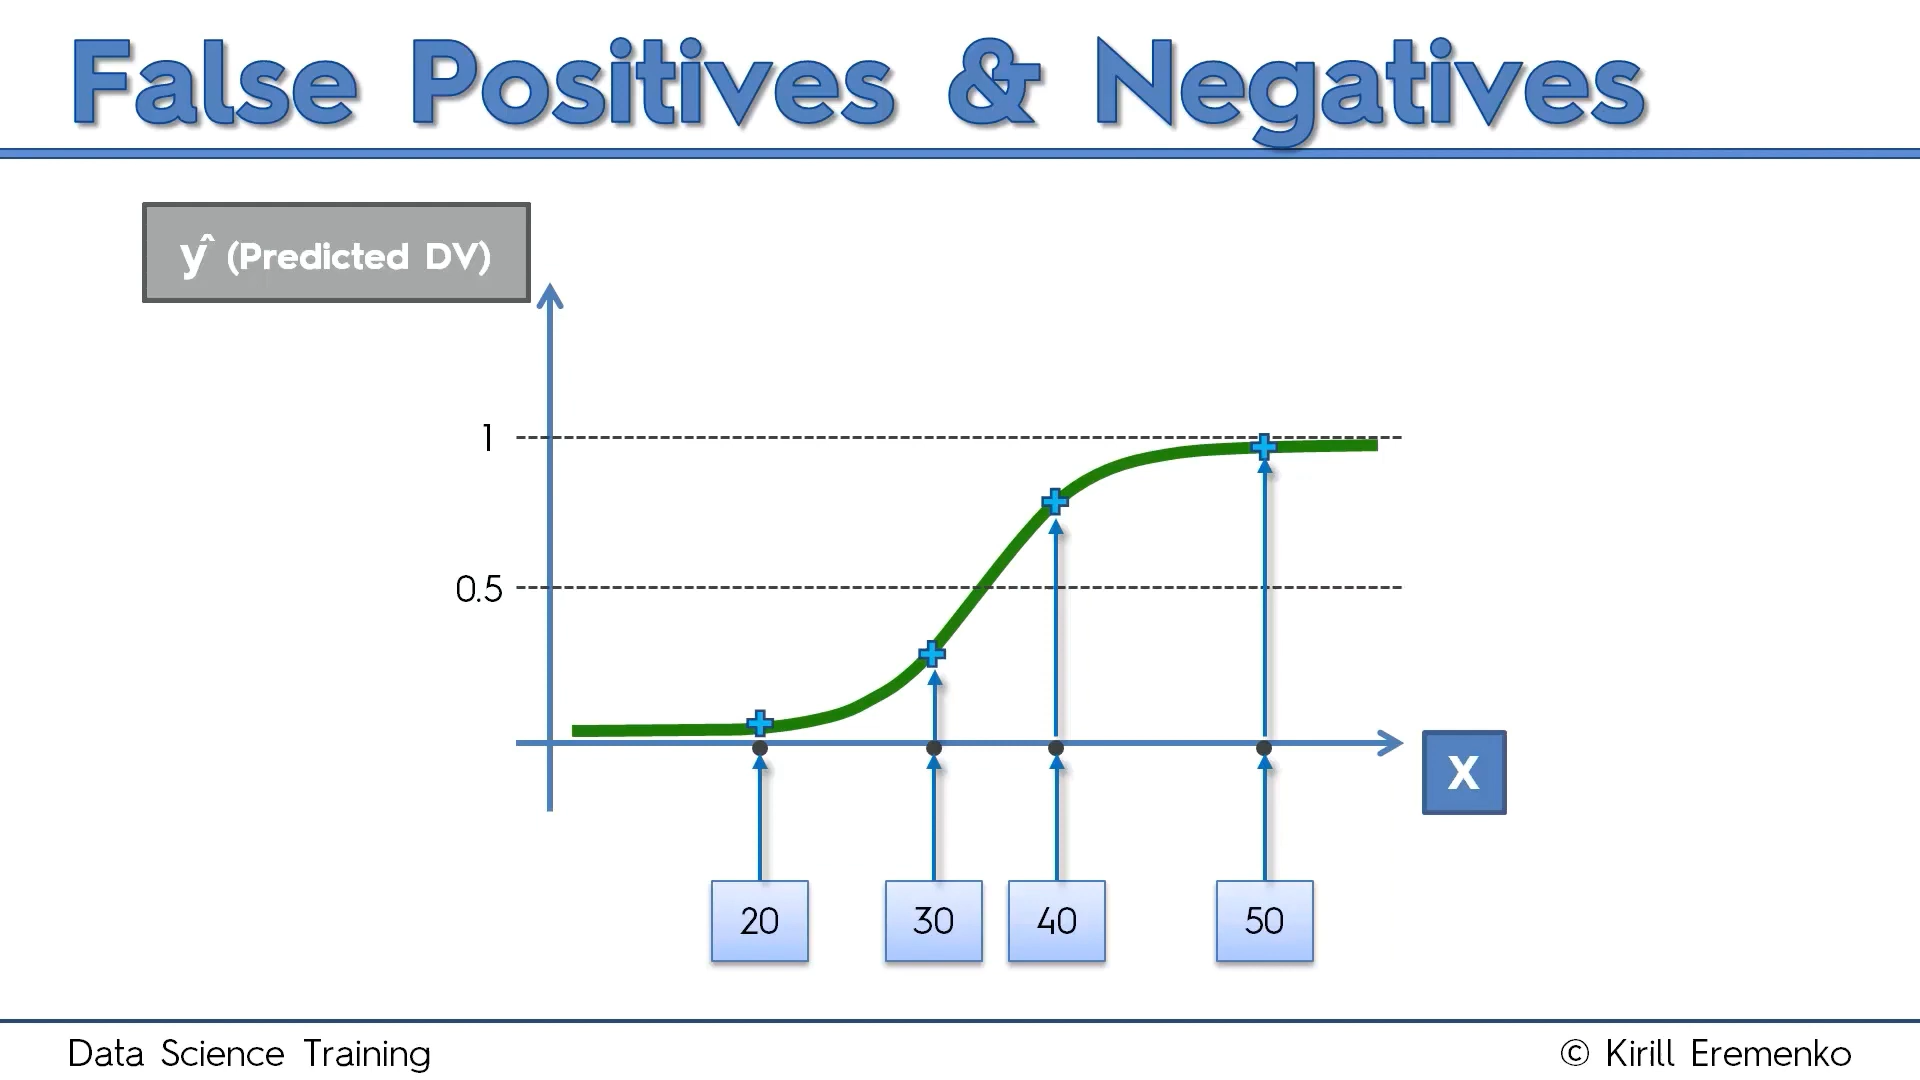 False Positives & Negatives
ŷ (Predicted DV)
1
0.5
X
20 30 40 50
Data Science Training
© Kirill Eremenko